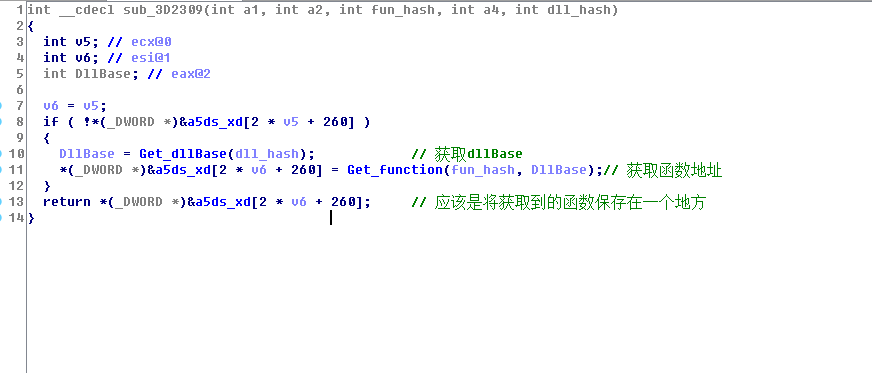 1 int __cdecl sub_3D2309(int a1, int a2, int fun_hash, int a4, int dll_hash)
2 {
3 int v5; // ecx@0
4 int v6; // esi@1
5 int DllBase; // eax@2
6
7 v6 = v5;
8 if ( !*(_DWORD *)&a5ds_xd[2 * v5 + 260] )
9 {
10 DllBase = Get_dllBase(dll_hash); // 获取dllBase
11 *(_DWORD *)&a5ds_xd[2 * v6 + 260] = Get_function(fun_hash, DllBase);// 获取函数地址
12 }
13 return *(_DWORD *)&a5ds_xd[2 * v6 + 260]; // 应该是将获取到的函数保存在一个地方
14 }